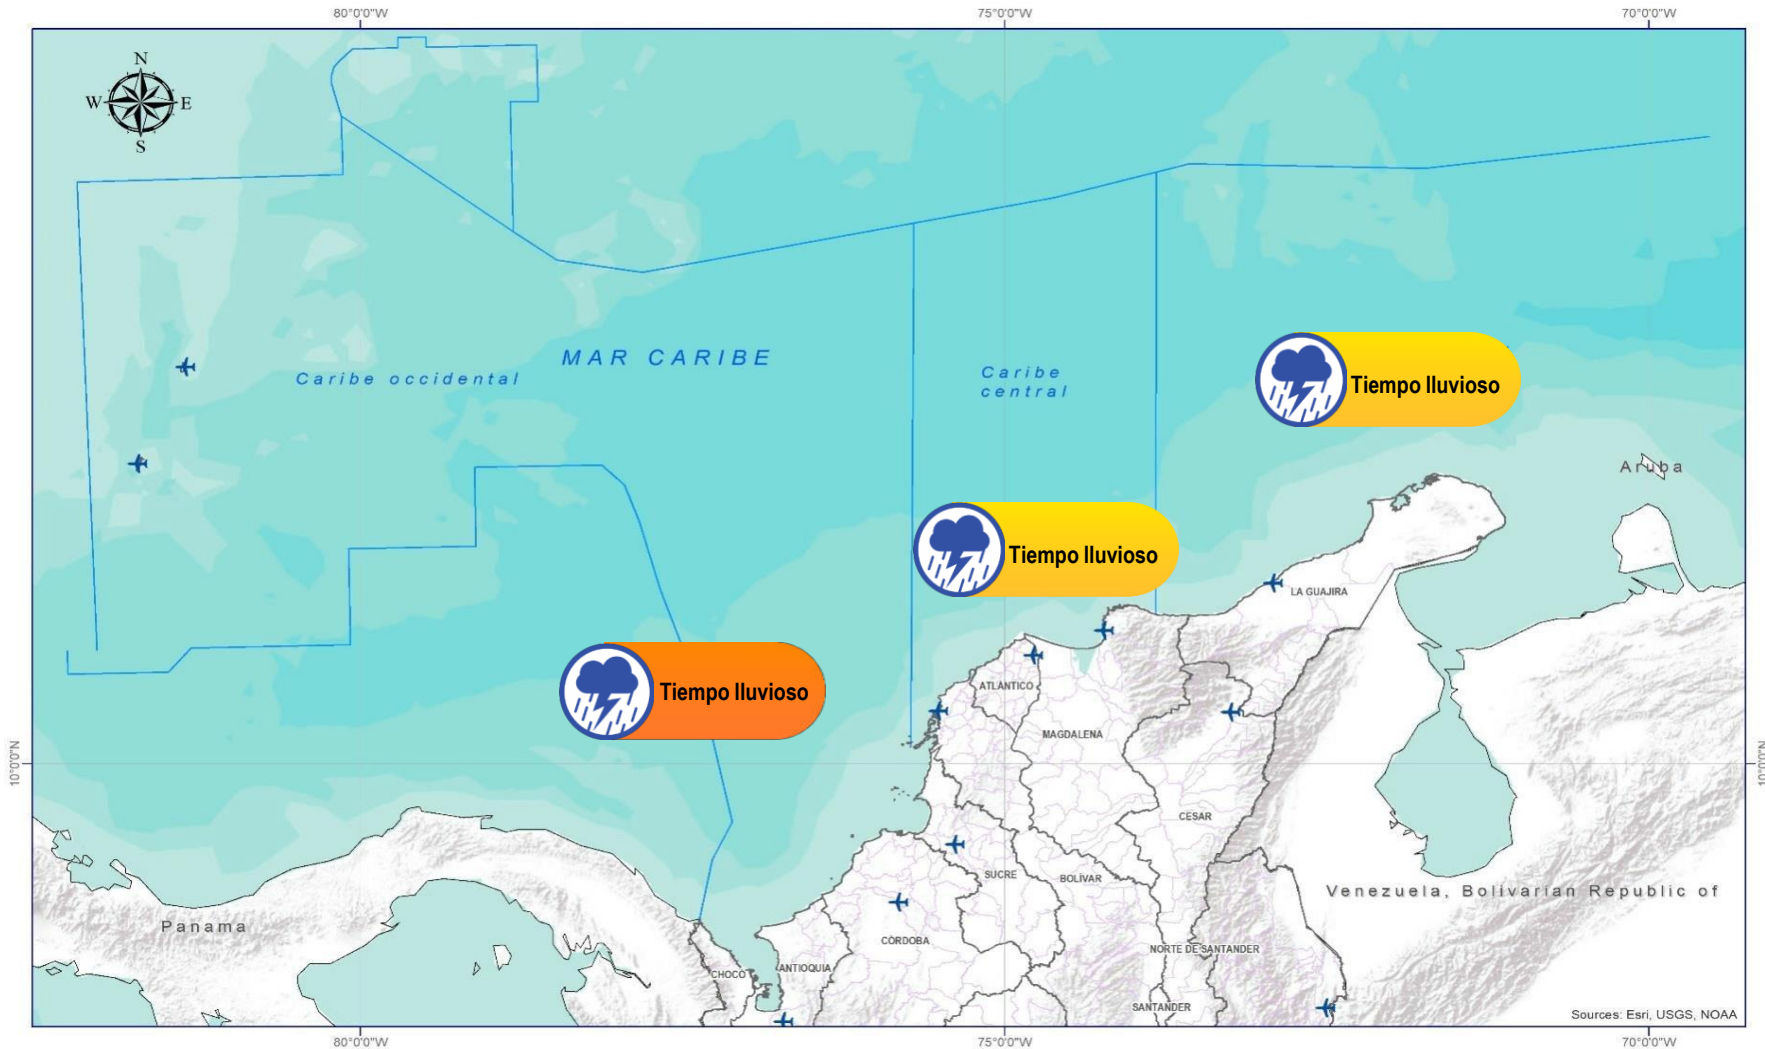 80°0'0"W
75°0'0"W
70°0'0"W
N
W
E
S
MAR CARIBE
Caribe occidental
Caribe
central
Tiempo lluvioso
Aruba
Tiempo lluvioso
LA GUAJIRA
Tiempo lluvioso
ATLANTICO
MAGDALENA
10°0'0"N
10°0'0"N
CESAR
SUCRE
BOLÍVAR
Venezuela, Bolivarian Republic of
Panama
CÓRDOBA
NORTE DE SANTANDER
CHOCO
ANTIOQUIA
SANTANDER
Sources: Esri, USGS, NOAA
80°0'0"W
75°0'0"W
70°0'0"W